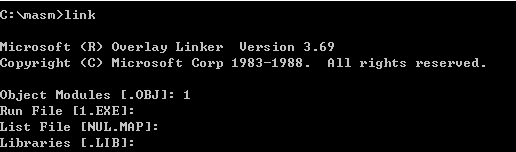 C:\masm>link
Microsoft (R) Overlay Linker  Version 3.69
Copyright (C) Microsoft Corp 1983-1988.  All rights reserved.
Object Modules [.OBJ]: 1
Run File [1.EXE]:
List File [NUL.MAP]:
Libraries [.LIB]: